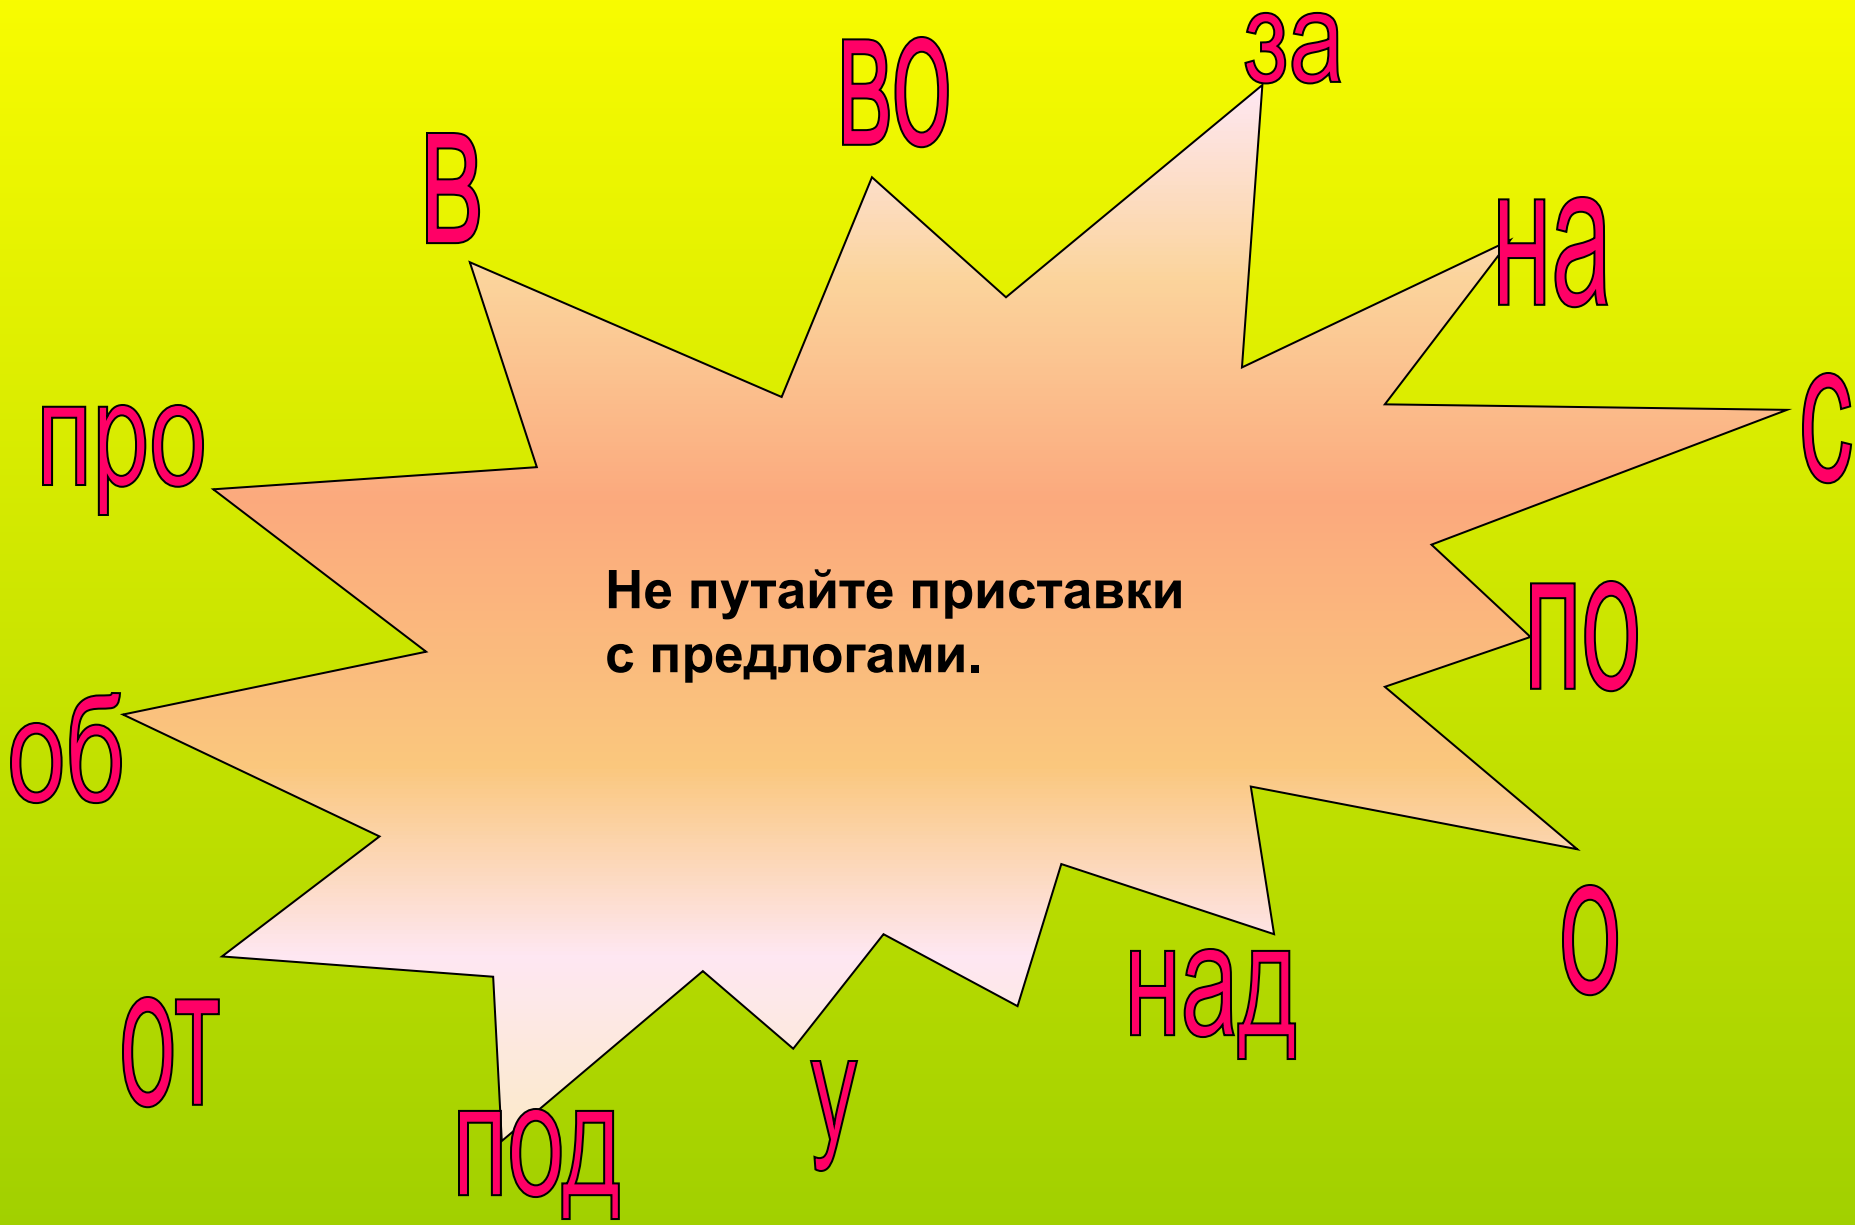 за
во
в
на
про
с
Не путайте приставки
с предлогами.
по
об
о
над
от
у
под